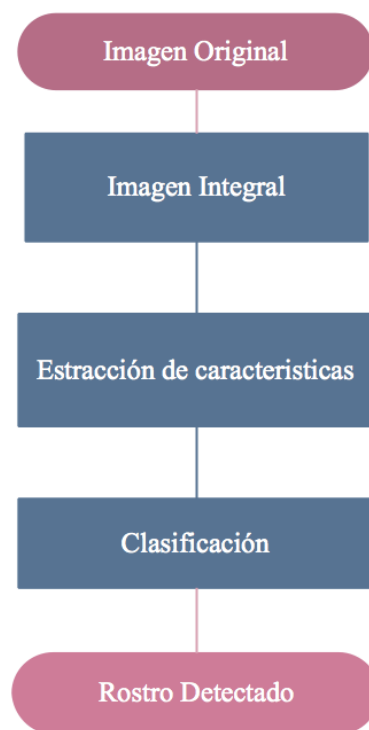 Imagen Original
Imagen Integral
Estracción de caracteristicas
Clasificación
Rostro Detectado